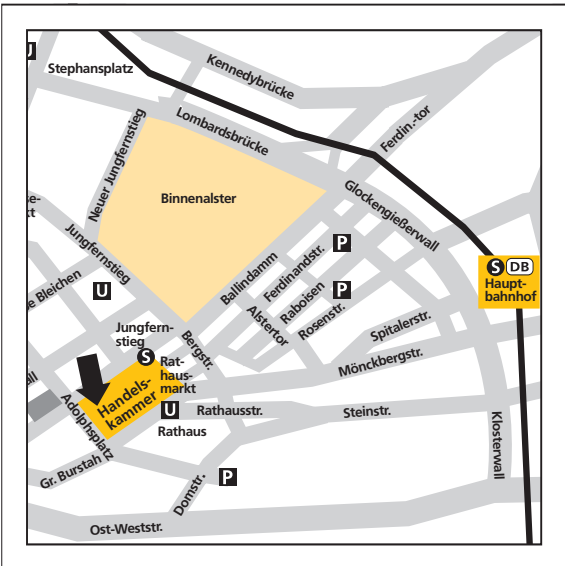 U
Stephansplatz
Kennedybrücke
Ferdin.-tor
Neuer Jungfernstieg
Lombardsbrücke
Binnenalster
Glockengießerwall
Jungfernstieg
P
Ferdinandstr.
Ballindamm
S DB
Haupt-
bahnhof
e Bleichen
U
P
Raboisen
Alstertor
Rosenstr.
Spitalerstr.
Jungfern-
stieg
S
Bergstr.
Mönckebergstr.
Rat-
haus-
markt
Handels-
kammer
Adolphsplatz
U
Rathausstr.
Steinstr.
Rathaus
Klosterwall
Gr. Burstah
P
Domstr.
Ost-Weststr.